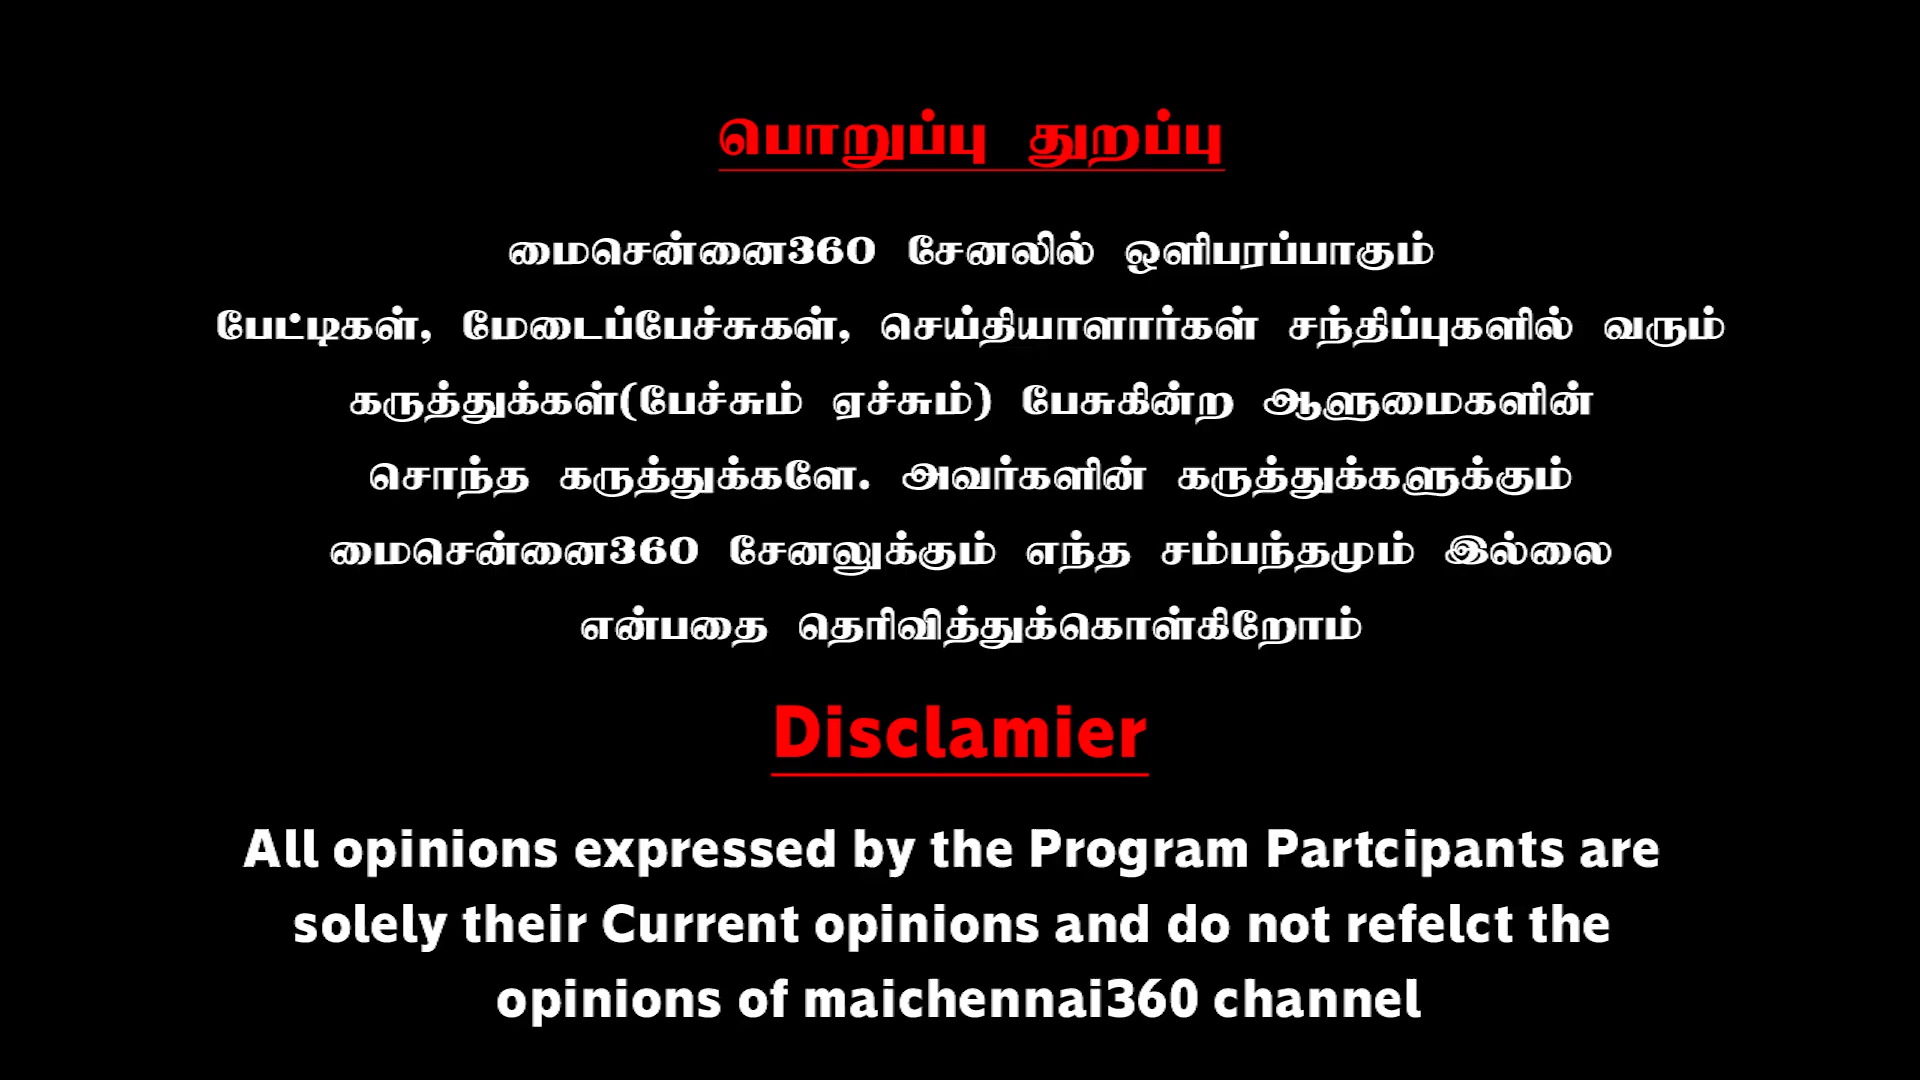 பொறுப்பு துறப்பு
மைசென்னை360 சேனலில் ஒளிபரப்பாகும்
பேட்டிகள், மேடைப்பேச்சுகள், செய்தியாளார்கள் சந்திப்புகளில் வரும்
கருத்துக்கள்(பேச்சும் ஏச்சும்) பேசுகின்ற ஆளுமைகளின்
சொந்த கருத்துக்களே. அவர்களின் கருத்துக்களுக்கும்
மைசென்னை360 சேனலுக்கும் எந்த சம்பந்தமும் இல்லை
என்பதை தெரிவித்துக்கொள்கிறோம்
Disclamier
All opinions expressed by the Program Partcipants are
solely their Current opinions and do not refelct the
opinions of maichennai360 channel